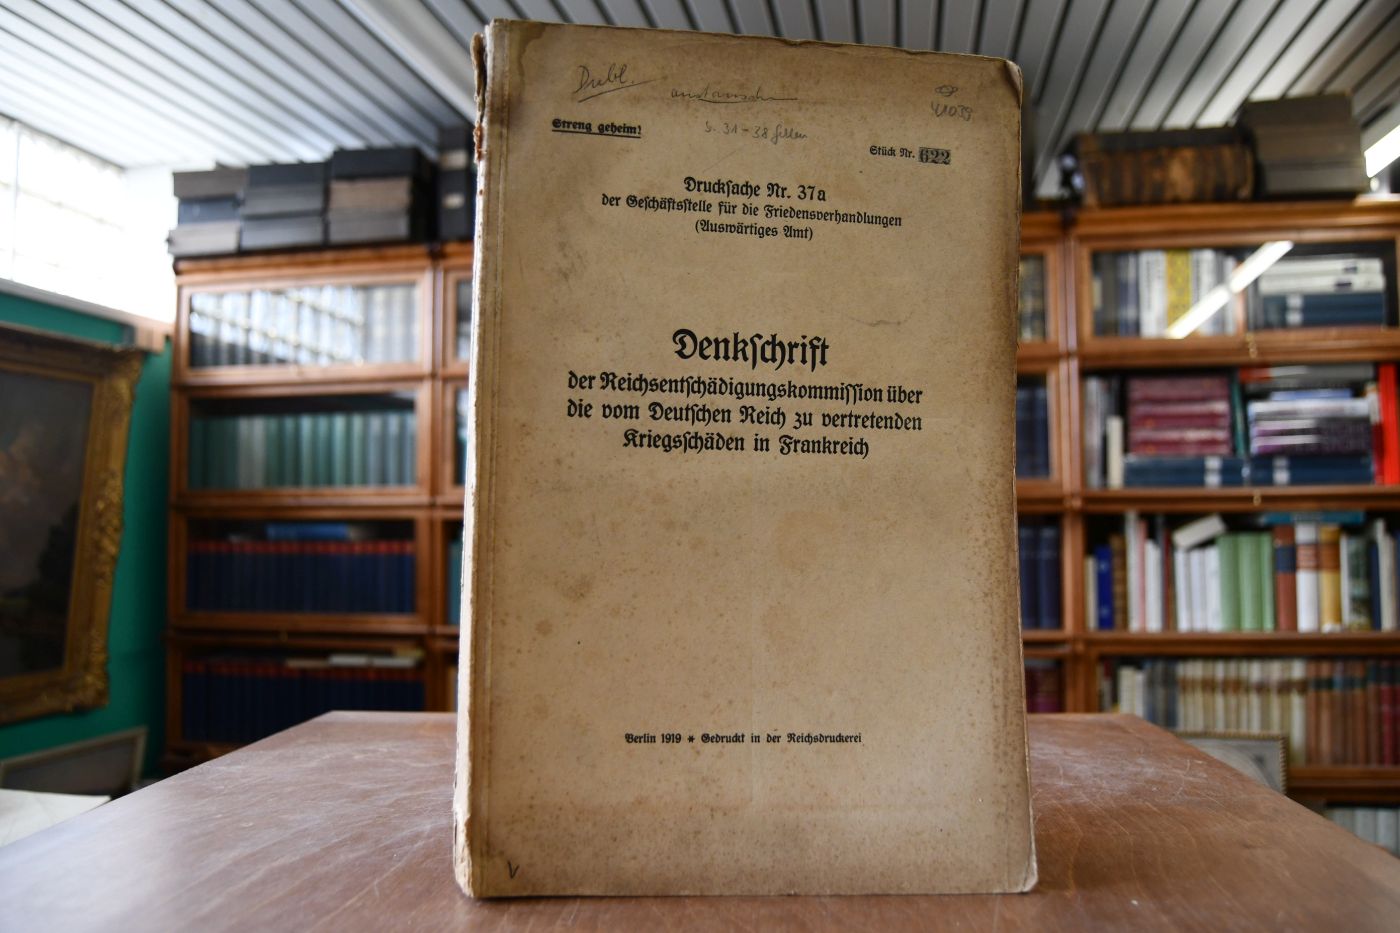 Dubl.
S. 31-38 fehlen
41039
Streng geheim!
Stück Nr. 622
Drucksache Nr. 37a
der Geschäftsstelle für die Friedensverhandlungen
(Auswärtiges Amt)
Denkschrift
der Reichsentschädigungskommission über
die vom Deutschen Reich zu vertretenden
Kriegsschäden in Frankreich
Berlin 1919 * Gedruckt in der Reichsdruckerei
V